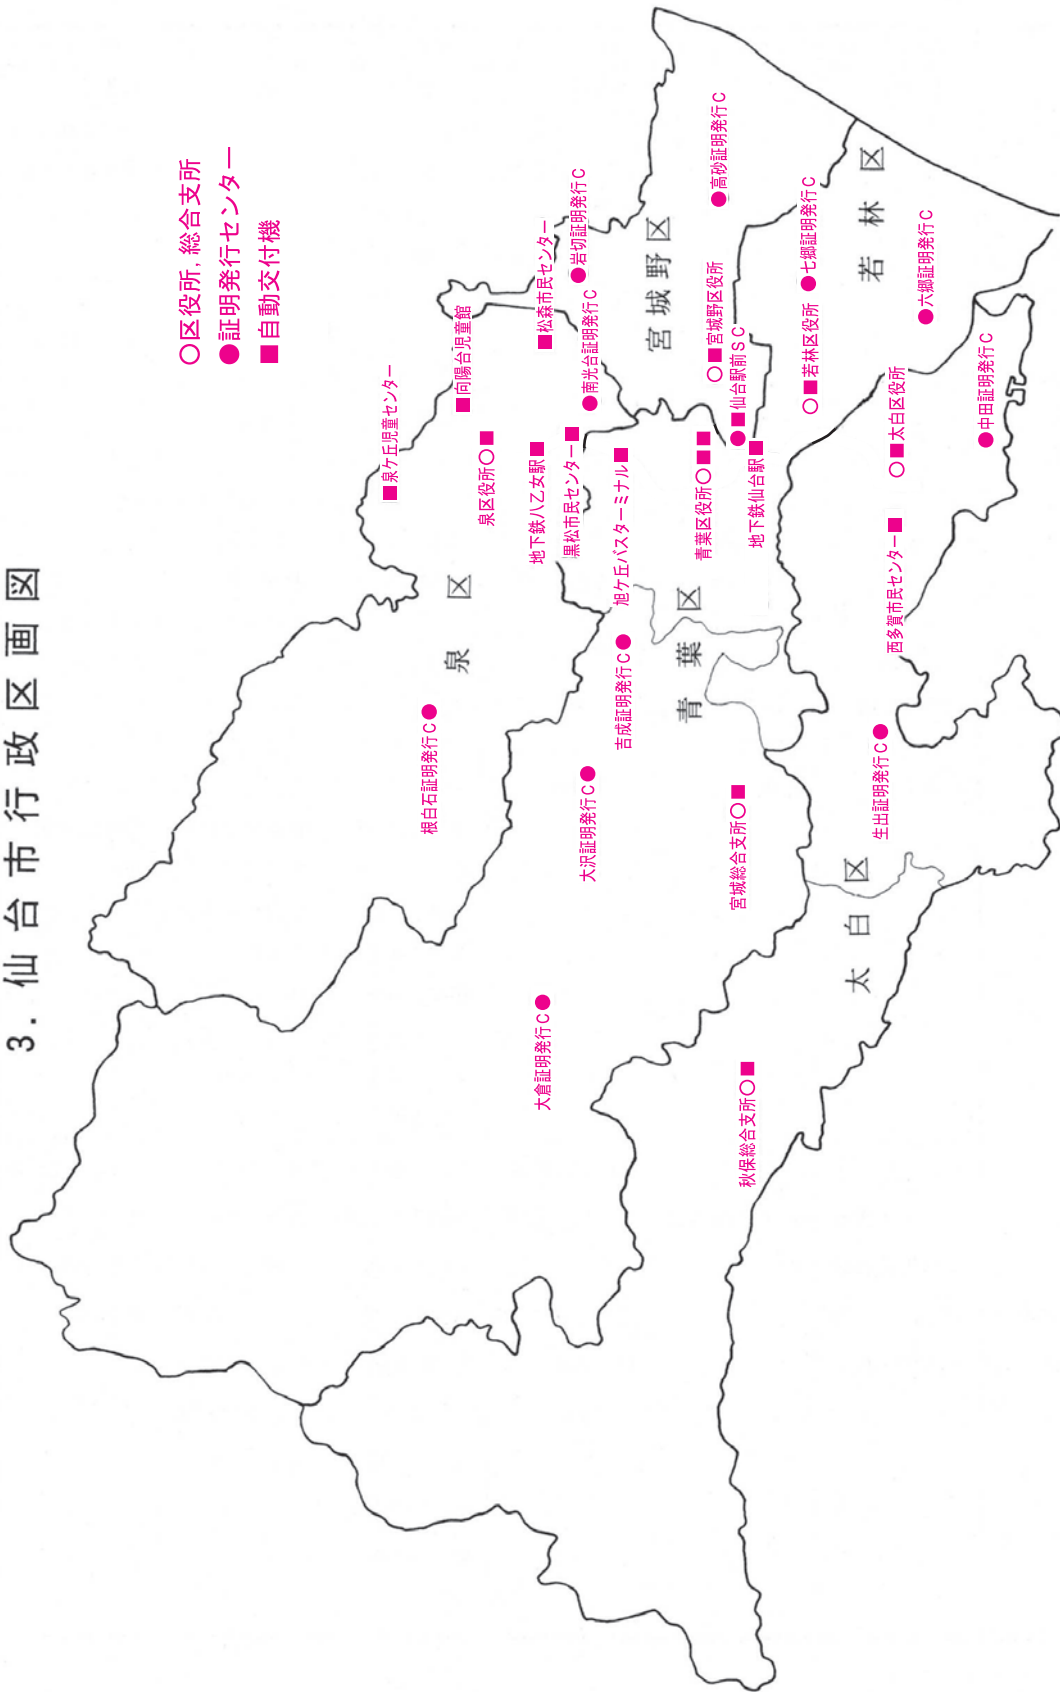 3. 仙台市行政区画図
○区役所, 総合支所
●証明発行センター
■自動交付機
■泉ケ丘児童センター
■向陽台児童館
泉区役所○■
■松森市民センター
地下鉄八乙女駅■
黒松市民センター■
●岩切証明発行C
●南光台証明発行C
泉区
根白石証明発行C●
旭ケ丘バスターミナル■
吉成証明発行C●
大沢証明発行C●
大倉証明発行C●
宮城野区
●高砂証明発行C
○■宮城野区役所
青葉区
青葉区役所○■■
●■仙台駅前SC
地下鉄仙台駅■
宮城総合支所○■
秋保総合支所○■
若林区
●七郷証明発行C
○■若林区役所
●六郷証明発行C
太白区
○■太白区役所
西多賀市民センター■
生出証明発行C●
●中田証明発行C